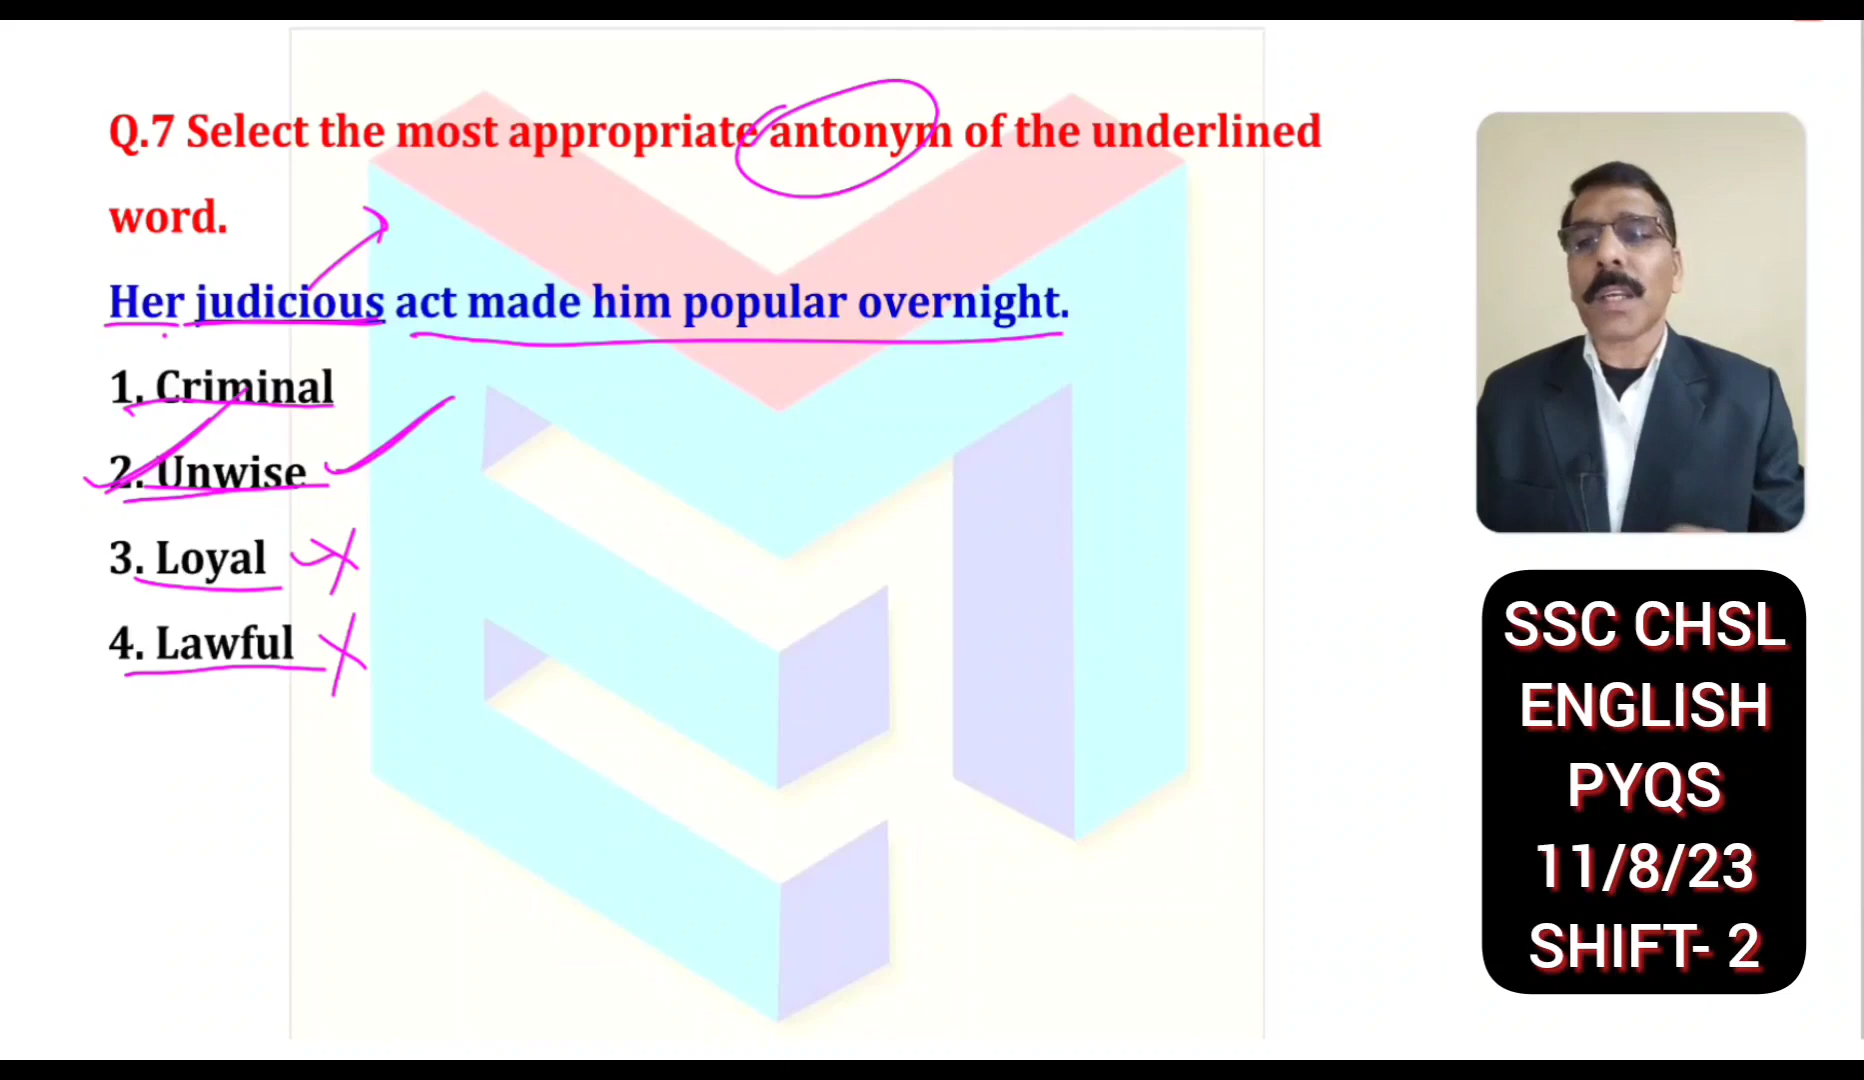 Q.7 Select the most appropriate antonym of the underlined
word.
Her judicious act made him popular overnight.
1. Criminal
2. Unwise
3. Loyal
4. Lawful
SSC CHSL
ENGLISH
PYQS
11/8/23
SHIFT- 2